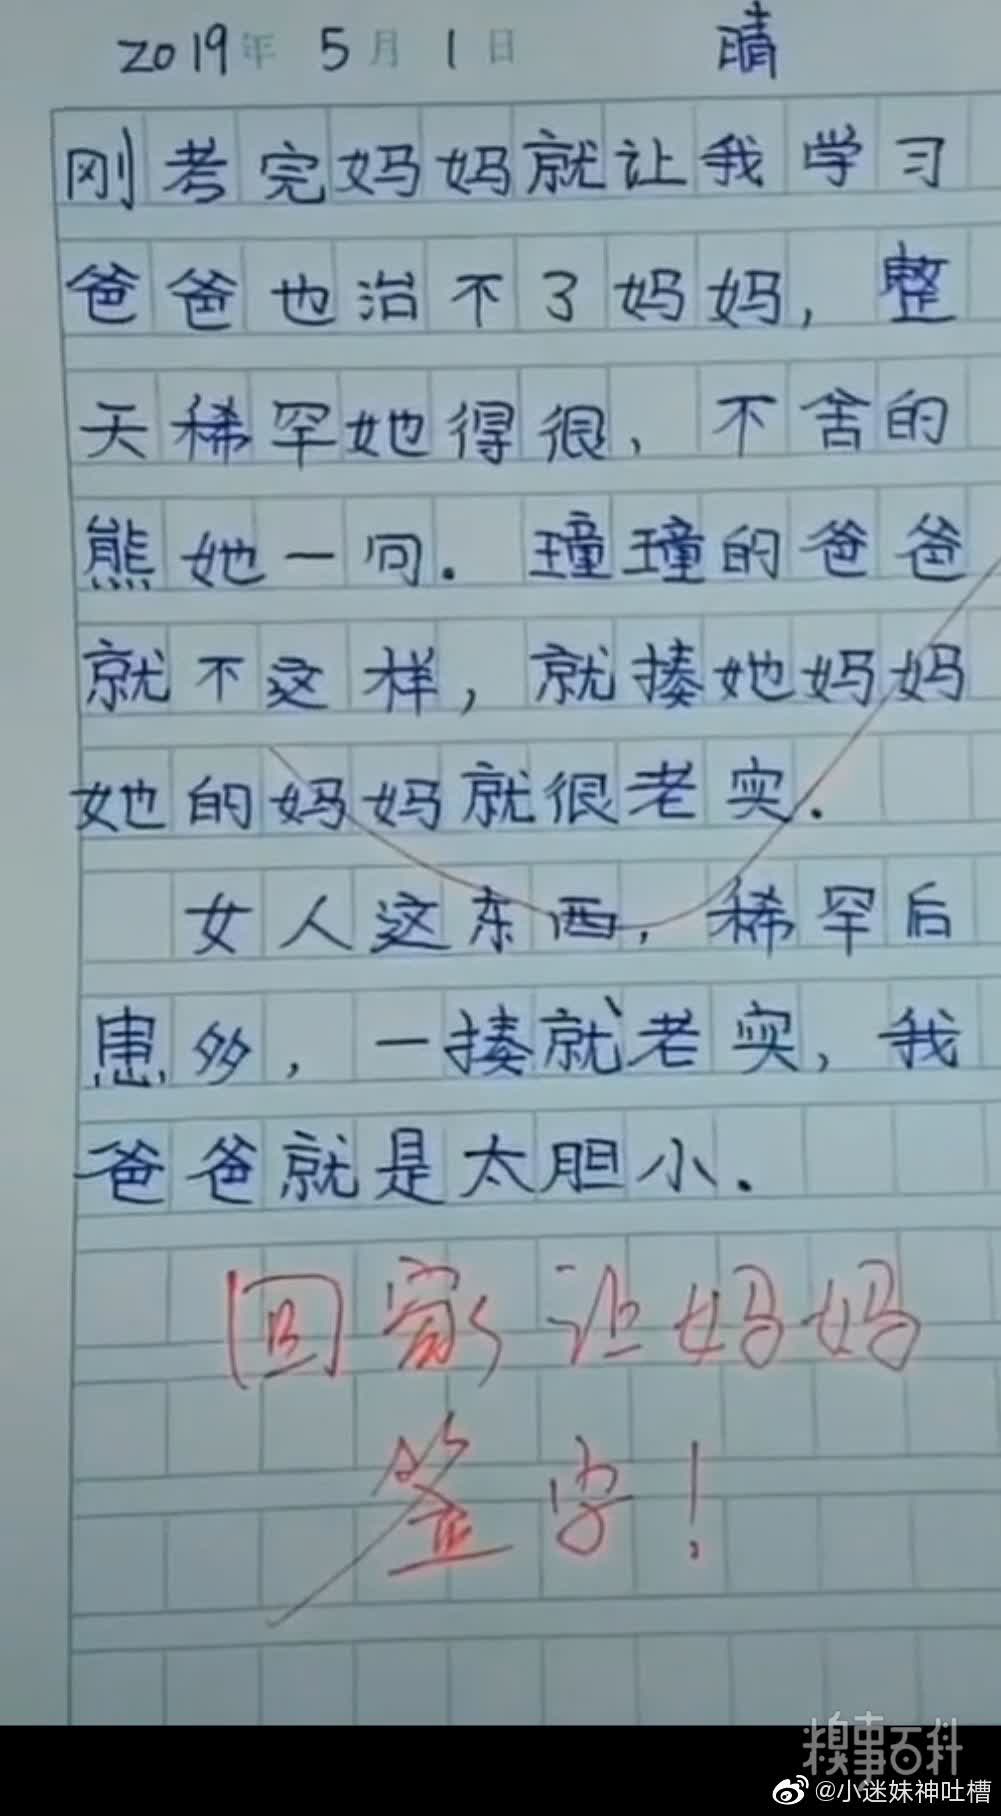 2019年 5月 1日 晴
刚考完妈妈就让我学习
爸爸也治不了妈妈,整
天稀罕她得很,不舍的
熊她一句.瞳瞳的爸爸
就不这样,就揍她妈妈
她的妈妈就很老实.
女人这东西,稀罕后
患多,一揍就老实,我
爸爸就是太胆小.
回家让妈妈
签字!
糗事百科
@小迷妹神吐槽